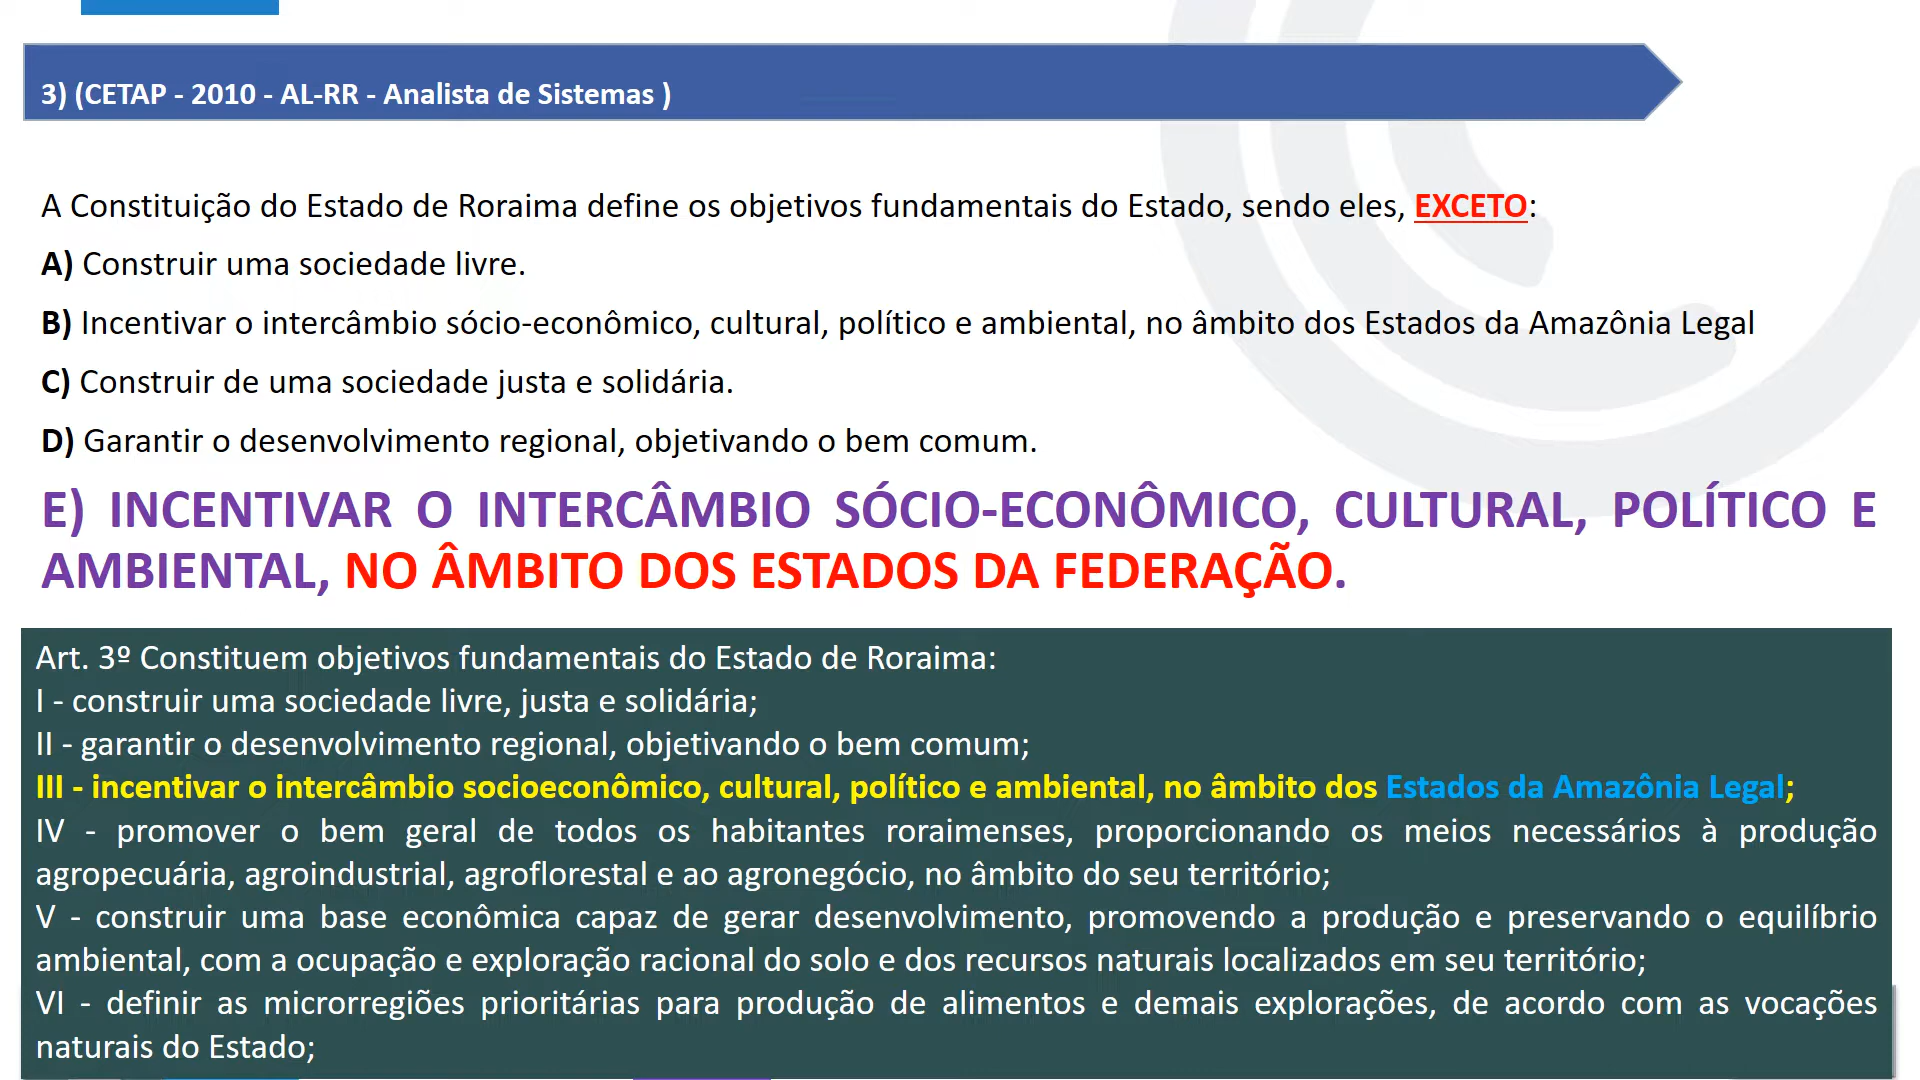 3) (CETAP - 2010 - AL-RR - Analista de Sistemas )
A Constituição do Estado de Roraima define os objetivos fundamentais do Estado, sendo eles, EXCETO:
A) Construir uma sociedade livre.
B) Incentivar o intercâmbio sócio-econômico, cultural, político e ambiental, no âmbito dos Estados da Amazônia Legal
C) Construir de uma sociedade justa e solidária.
D) Garantir o desenvolvimento regional, objetivando o bem comum.
E) INCENTIVAR O INTERCÂMBIO SÓCIO-ECONÔMICO, CULTURAL, POLÍTICO E
AMBIENTAL, NO ÂMBITO DOS ESTADOS DA FEDERAÇÃO.
Art. 3º Constituem objetivos fundamentais do Estado de Roraima:
I - construir uma sociedade livre, justa e solidária;
II - garantir o desenvolvimento regional, objetivando o bem comum;
III - incentivar o intercâmbio socioeconômico, cultural, político e ambiental, no âmbito dos Estados da Amazônia Legal;
IV - promover o bem geral de todos os habitantes roraimenses, proporcionando os meios necessários à produção
agropecuária, agroindustrial, agroflorestal e ao agronegócio, no âmbito do seu território;
V - construir uma base econômica capaz de gerar desenvolvimento, promovendo a produção e preservando o equilíbrio
ambiental, com a ocupação e exploração racional do solo e dos recursos naturais localizados em seu território;
VI - definir as microrregiões prioritárias para produção de alimentos e demais explorações, de acordo com as vocações
naturais do Estado;